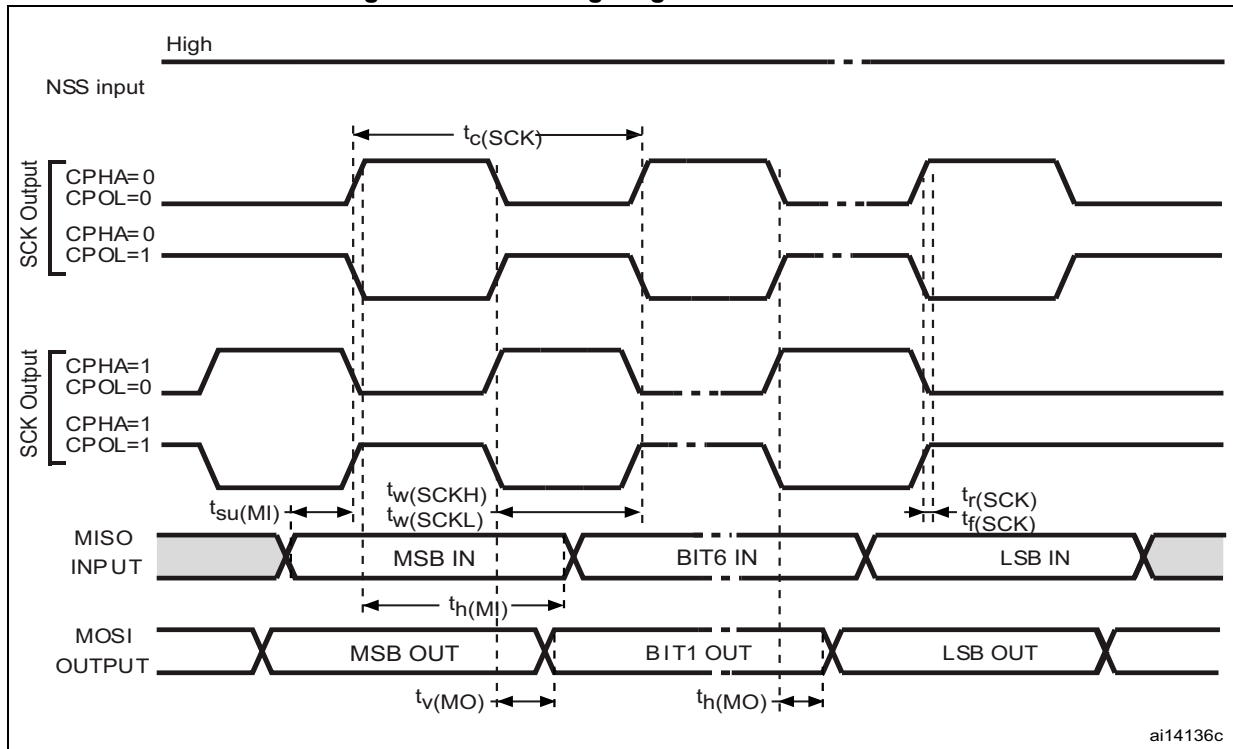 High
NSS input
tc(SCK)
SCK Output
CPHA=0
CPOL=0
CPHA=0
CPOL=1
SCK Output
CPHA=1
CPOL=0
CPHA=1
CPOL=1
tsu(MI)
tw(SCKH)
tw(SCKL)
tr(SCK)
tf(SCK)
MISO
INPUT
MSB IN
BIT6 IN
LSB IN
th(MI)
MOSI
OUTPUT
MSB OUT
BIT1 OUT
LSB OUT
tv(MO)
th(MO)
ai14136c